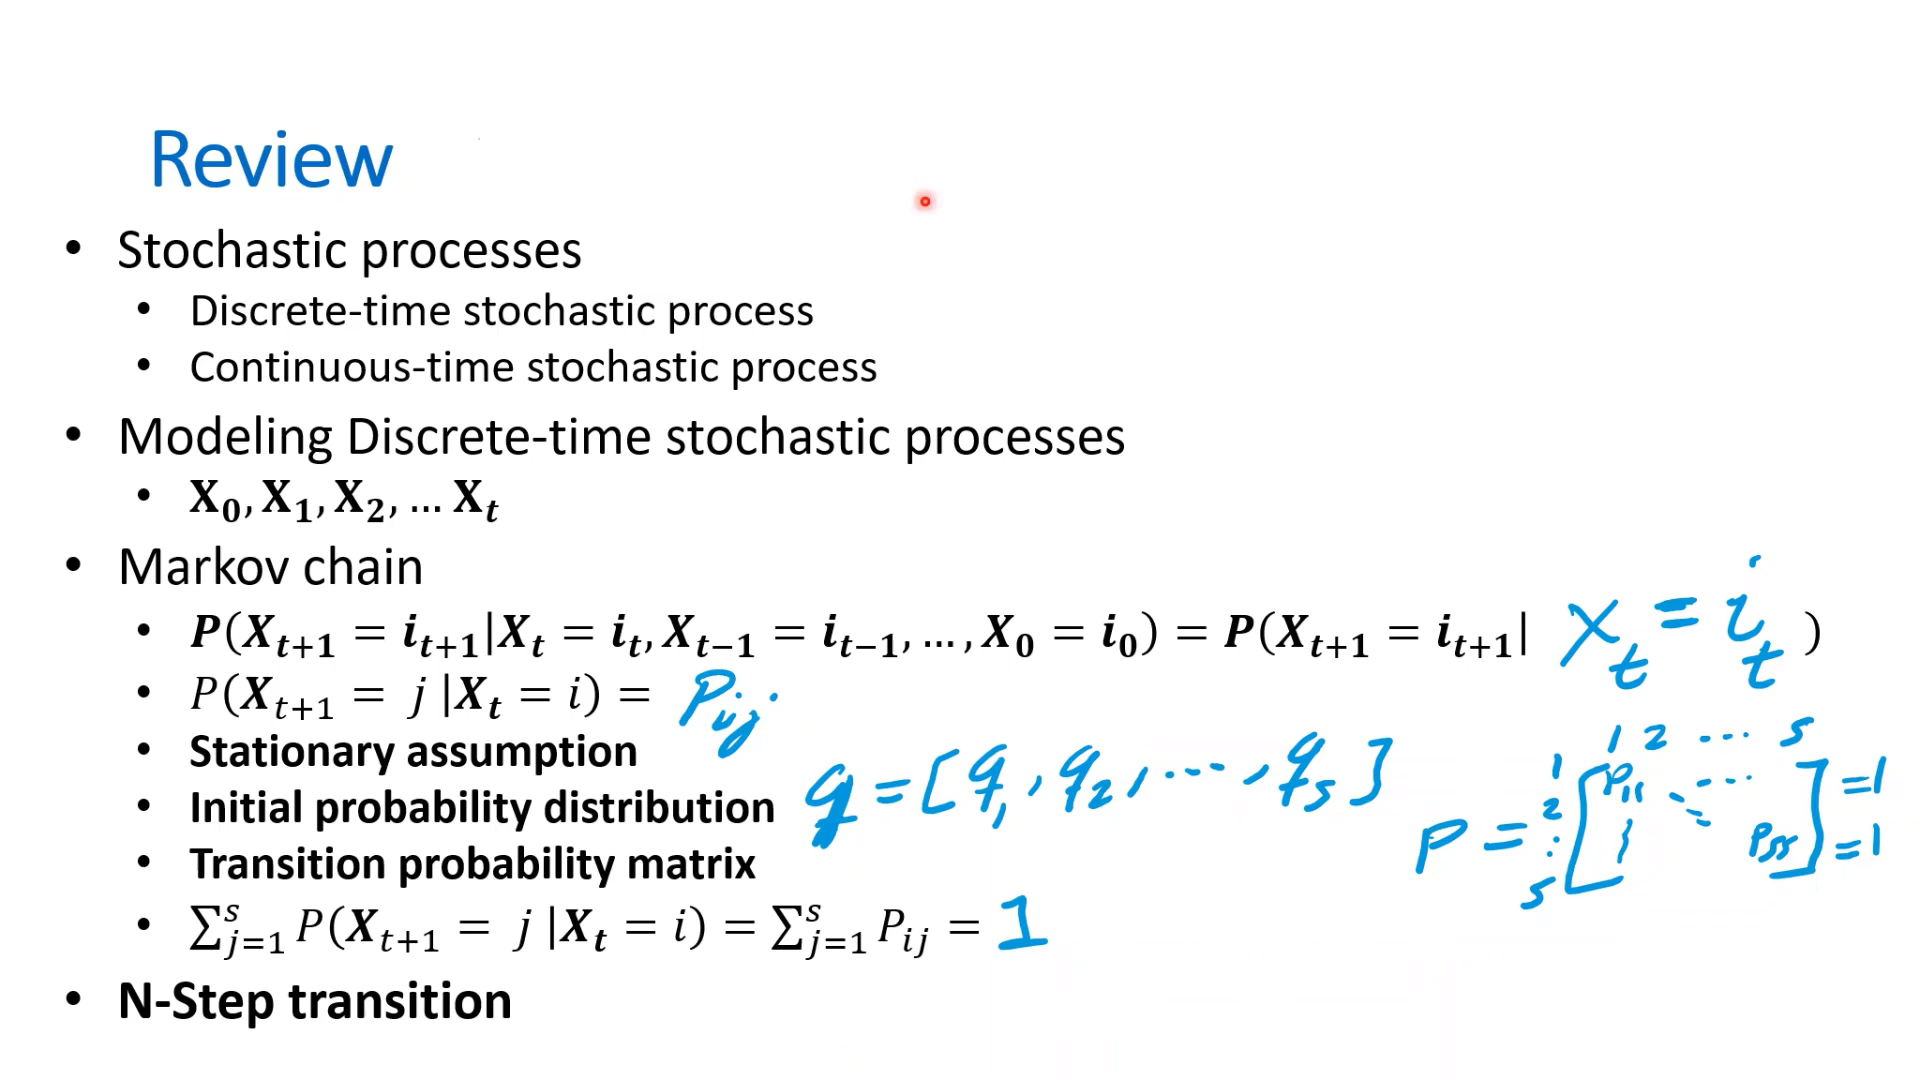 Review
• Stochastic processes
• Discrete-time stochastic process
• Continuous-time stochastic process
• Modeling Discrete-time stochastic processes
• X₀, X₁, X₂, … Xₜ
• Markov chain
• P(Xₜ₊₁ = iₜ₊₁|Xₜ = iₜ, Xₜ₋₁ = iₜ₋₁, … , X₀ = i₀) = P(Xₜ₊₁ = iₜ₊₁| Xₜ = iₜ )
• P(Xₜ₊₁ = j |Xₜ = i) = Pᵢⱼ.
• Stationary assumption
• Initial probability distribution q = [q₁, q₂, ..., qₛ]
• Transition probability matrix
1 2 ... s
1 [P₁₁ ... ] = 1
P = 2
⋮ Pₛₛ = 1
s
• ∑ˢⱼ₌₁ P(Xₜ₊₁ = j |Xₜ = i) = ∑ˢⱼ₌₁ Pᵢⱼ = 1
• N-Step transition